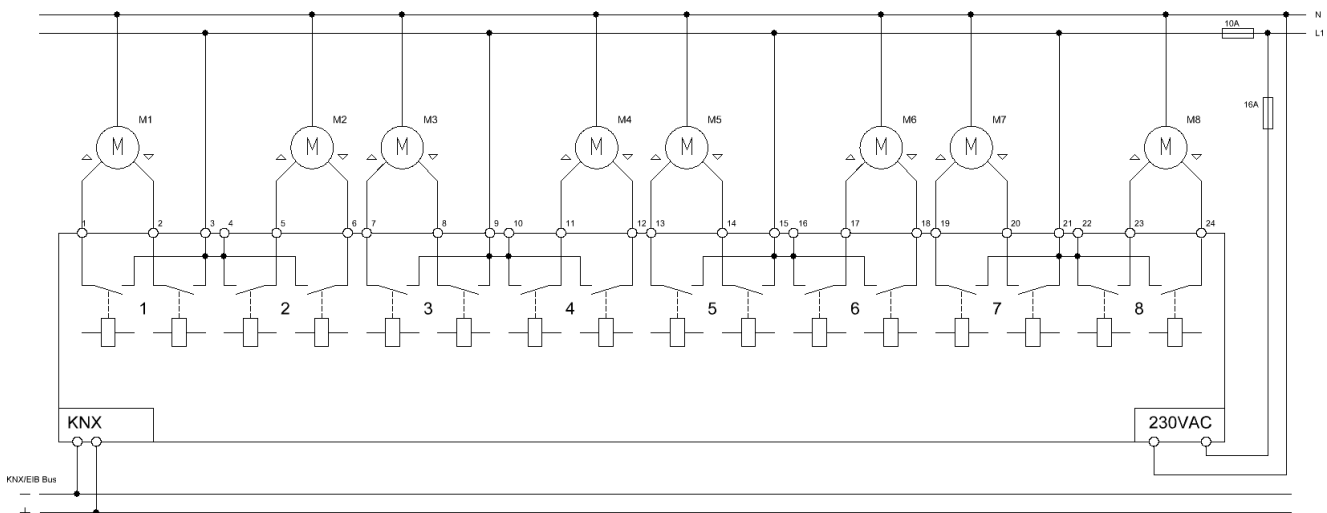 N
10A
L1
16A
M1 M2 M3 M4 M5 M6 M7 M8
M M M M M M M M
1 2 3 4 5 6 7 8 9 10 11 12 13 14 15 16 17 18 19 20 21 22 23 24
1 2 3 4 5 6 7 8
KNX 230VAC
KNX/EIB Bus
−
+